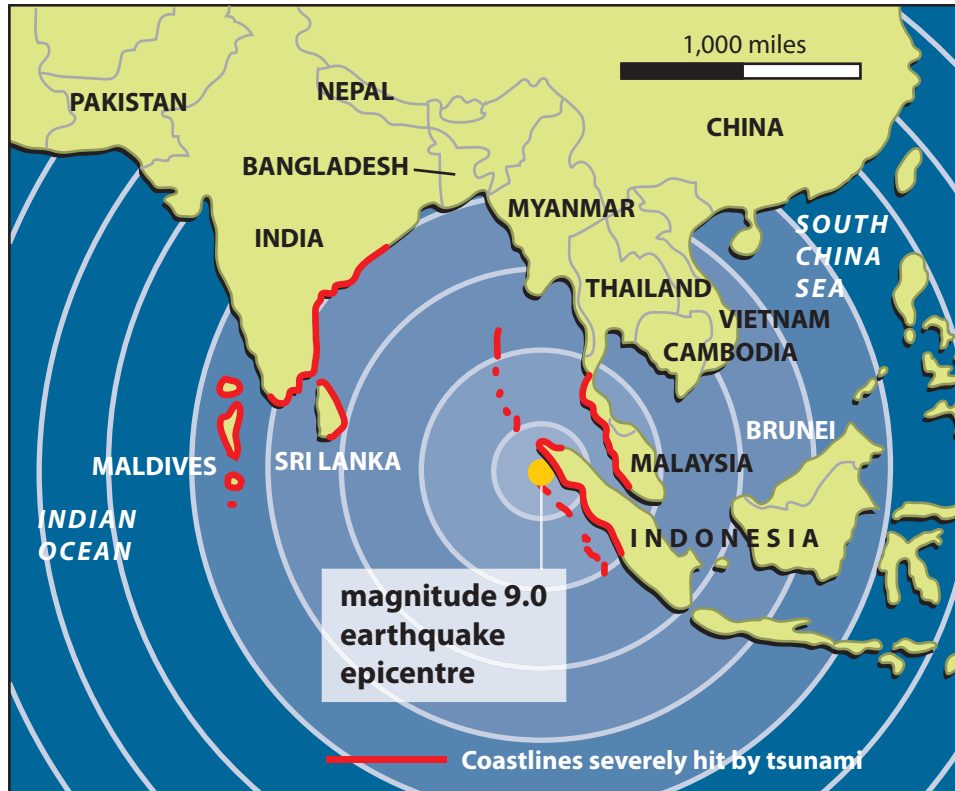 1,000 miles
PAKISTAN
NEPAL
CHINA
BANGLADESH
MYANMAR
INDIA
SOUTH
CHINA
SEA
THAILAND
VIETNAM
CAMBODIA
BRUNEI
MALDIVES
SRI LANKA
MALAYSIA
INDIAN
OCEAN
INDONESIA
magnitude 9.0
earthquake
epicentre
Coastlines severely hit by tsunami